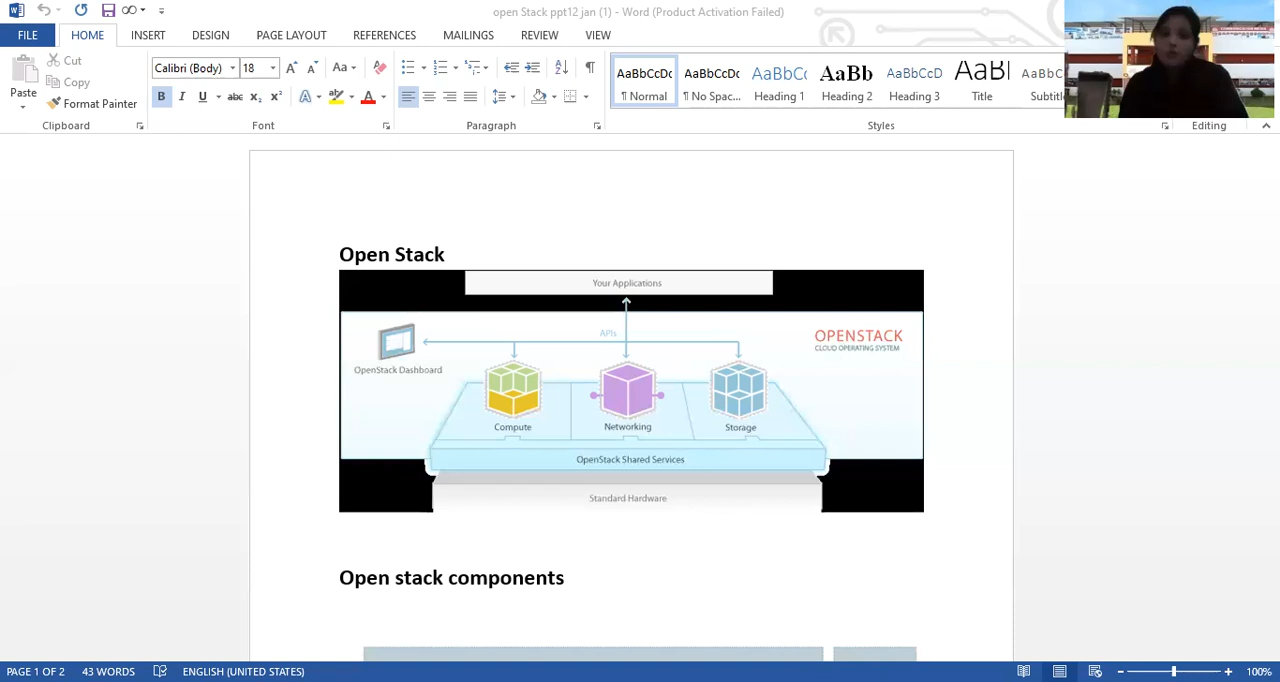 open Stack ppt12 jan (1) - Word (Product Activation Failed)
FILE HOME INSERT DESIGN PAGE LAYOUT REFERENCES MAILINGS REVIEW VIEW
Paste
Cut
Copy
Format Painter
Clipboard
Calibri (Body) 18
Font
Paragraph
AaBbCcDc AaBbCcDc AaBbCc AaBb AaBbCcD AaB AaBbC
¶ Normal ¶ No Spac... Heading 1 Heading 2 Heading 3 Title Subtitl
Styles
Editing
Open Stack
Your Applications
APIs
OPENSTACK
CLOUD OPERATING SYSTEM
OpenStack Dashboard
Compute Networking Storage
OpenStack Shared Services
Standard Hardware
Open stack components
PAGE 1 OF 2 43 WORDS ENGLISH (UNITED STATES) 100%